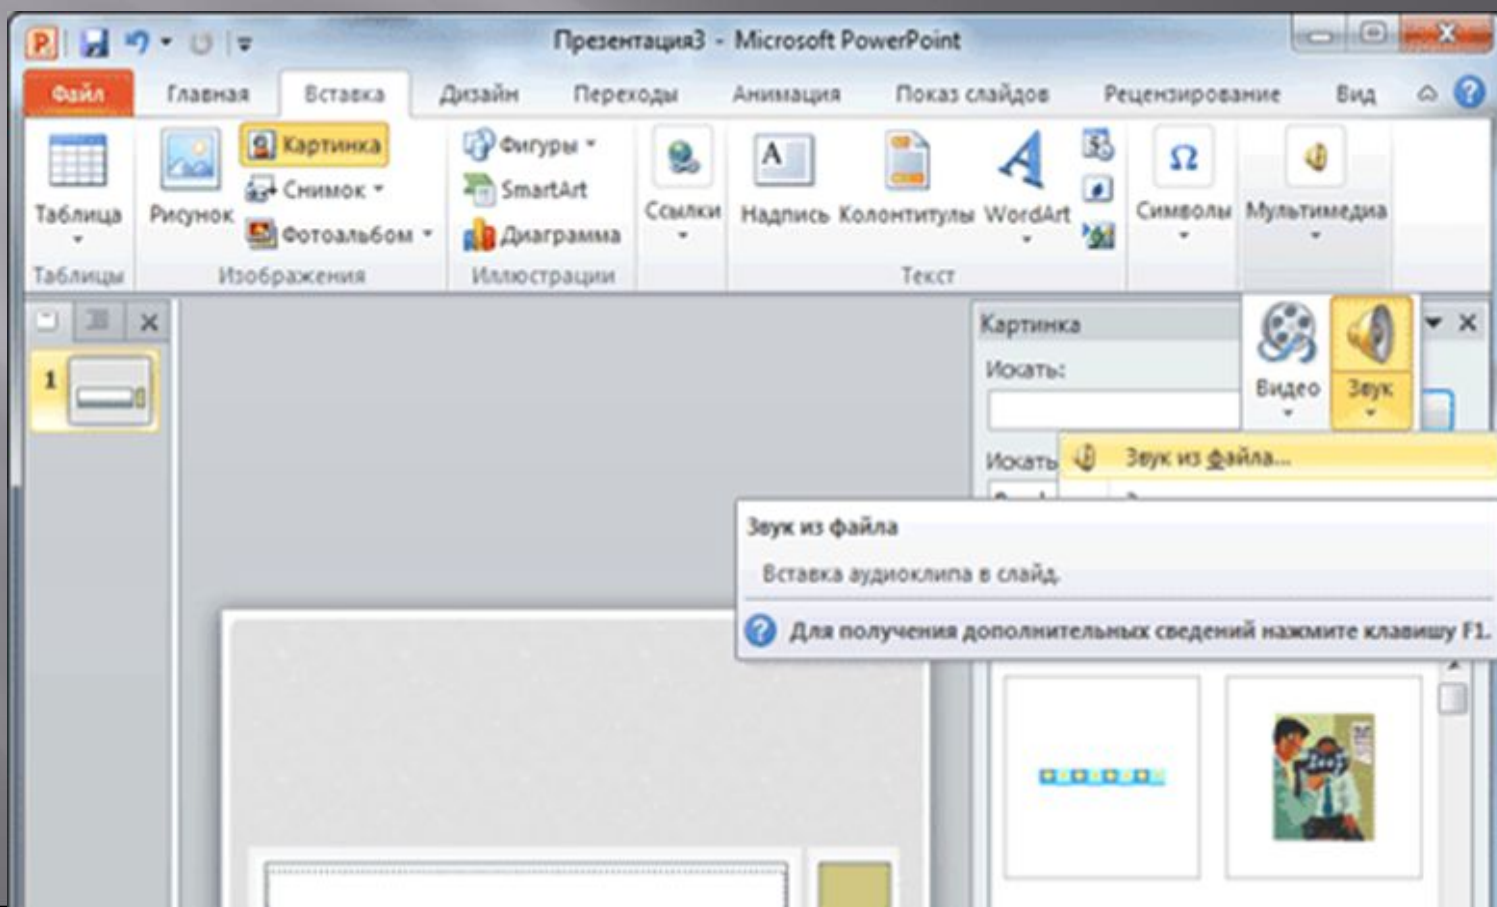 Презентация3 - Microsoft PowerPoint
Файл Главная Вставка Дизайн Переходы Анимация Показ слайдов Рецензирование Вид
Таблица
Рисунок
Картинка
Снимок
Фотоальбом
Фигуры
SmartArt
Диаграмма
Ссылки
Надпись
Колонтитулы
WordArt
Символы
Мультимедиа
Таблицы Изображения Иллюстрации Текст
1
Картинка
Искать:
Видео
Звук
Искать
Звук из файла...
Звук из файла
Вставка аудиоклипа в слайд.
Для получения дополнительных сведений нажмите клавишу F1.